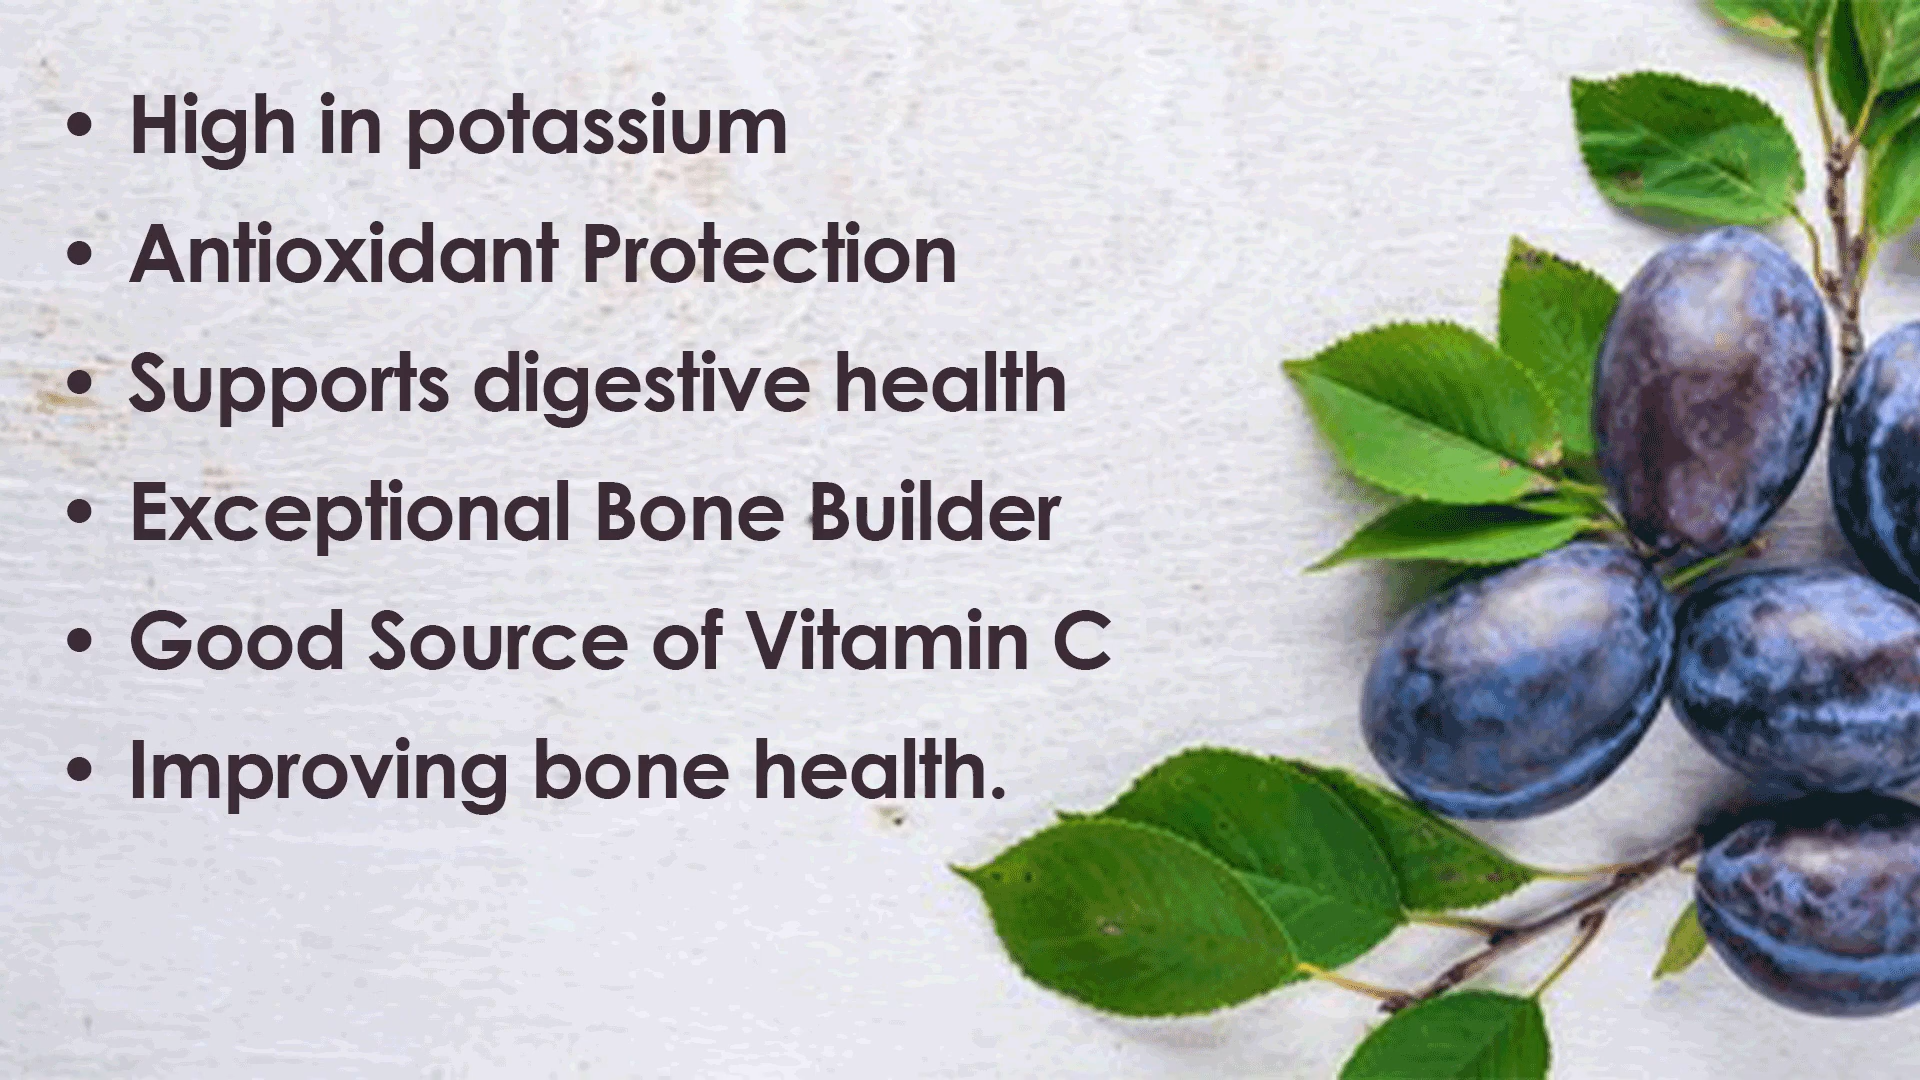 • High in potassium
• Antioxidant Protection
• Supports digestive health
• Exceptional Bone Builder
• Good Source of Vitamin C
• Improving bone health.